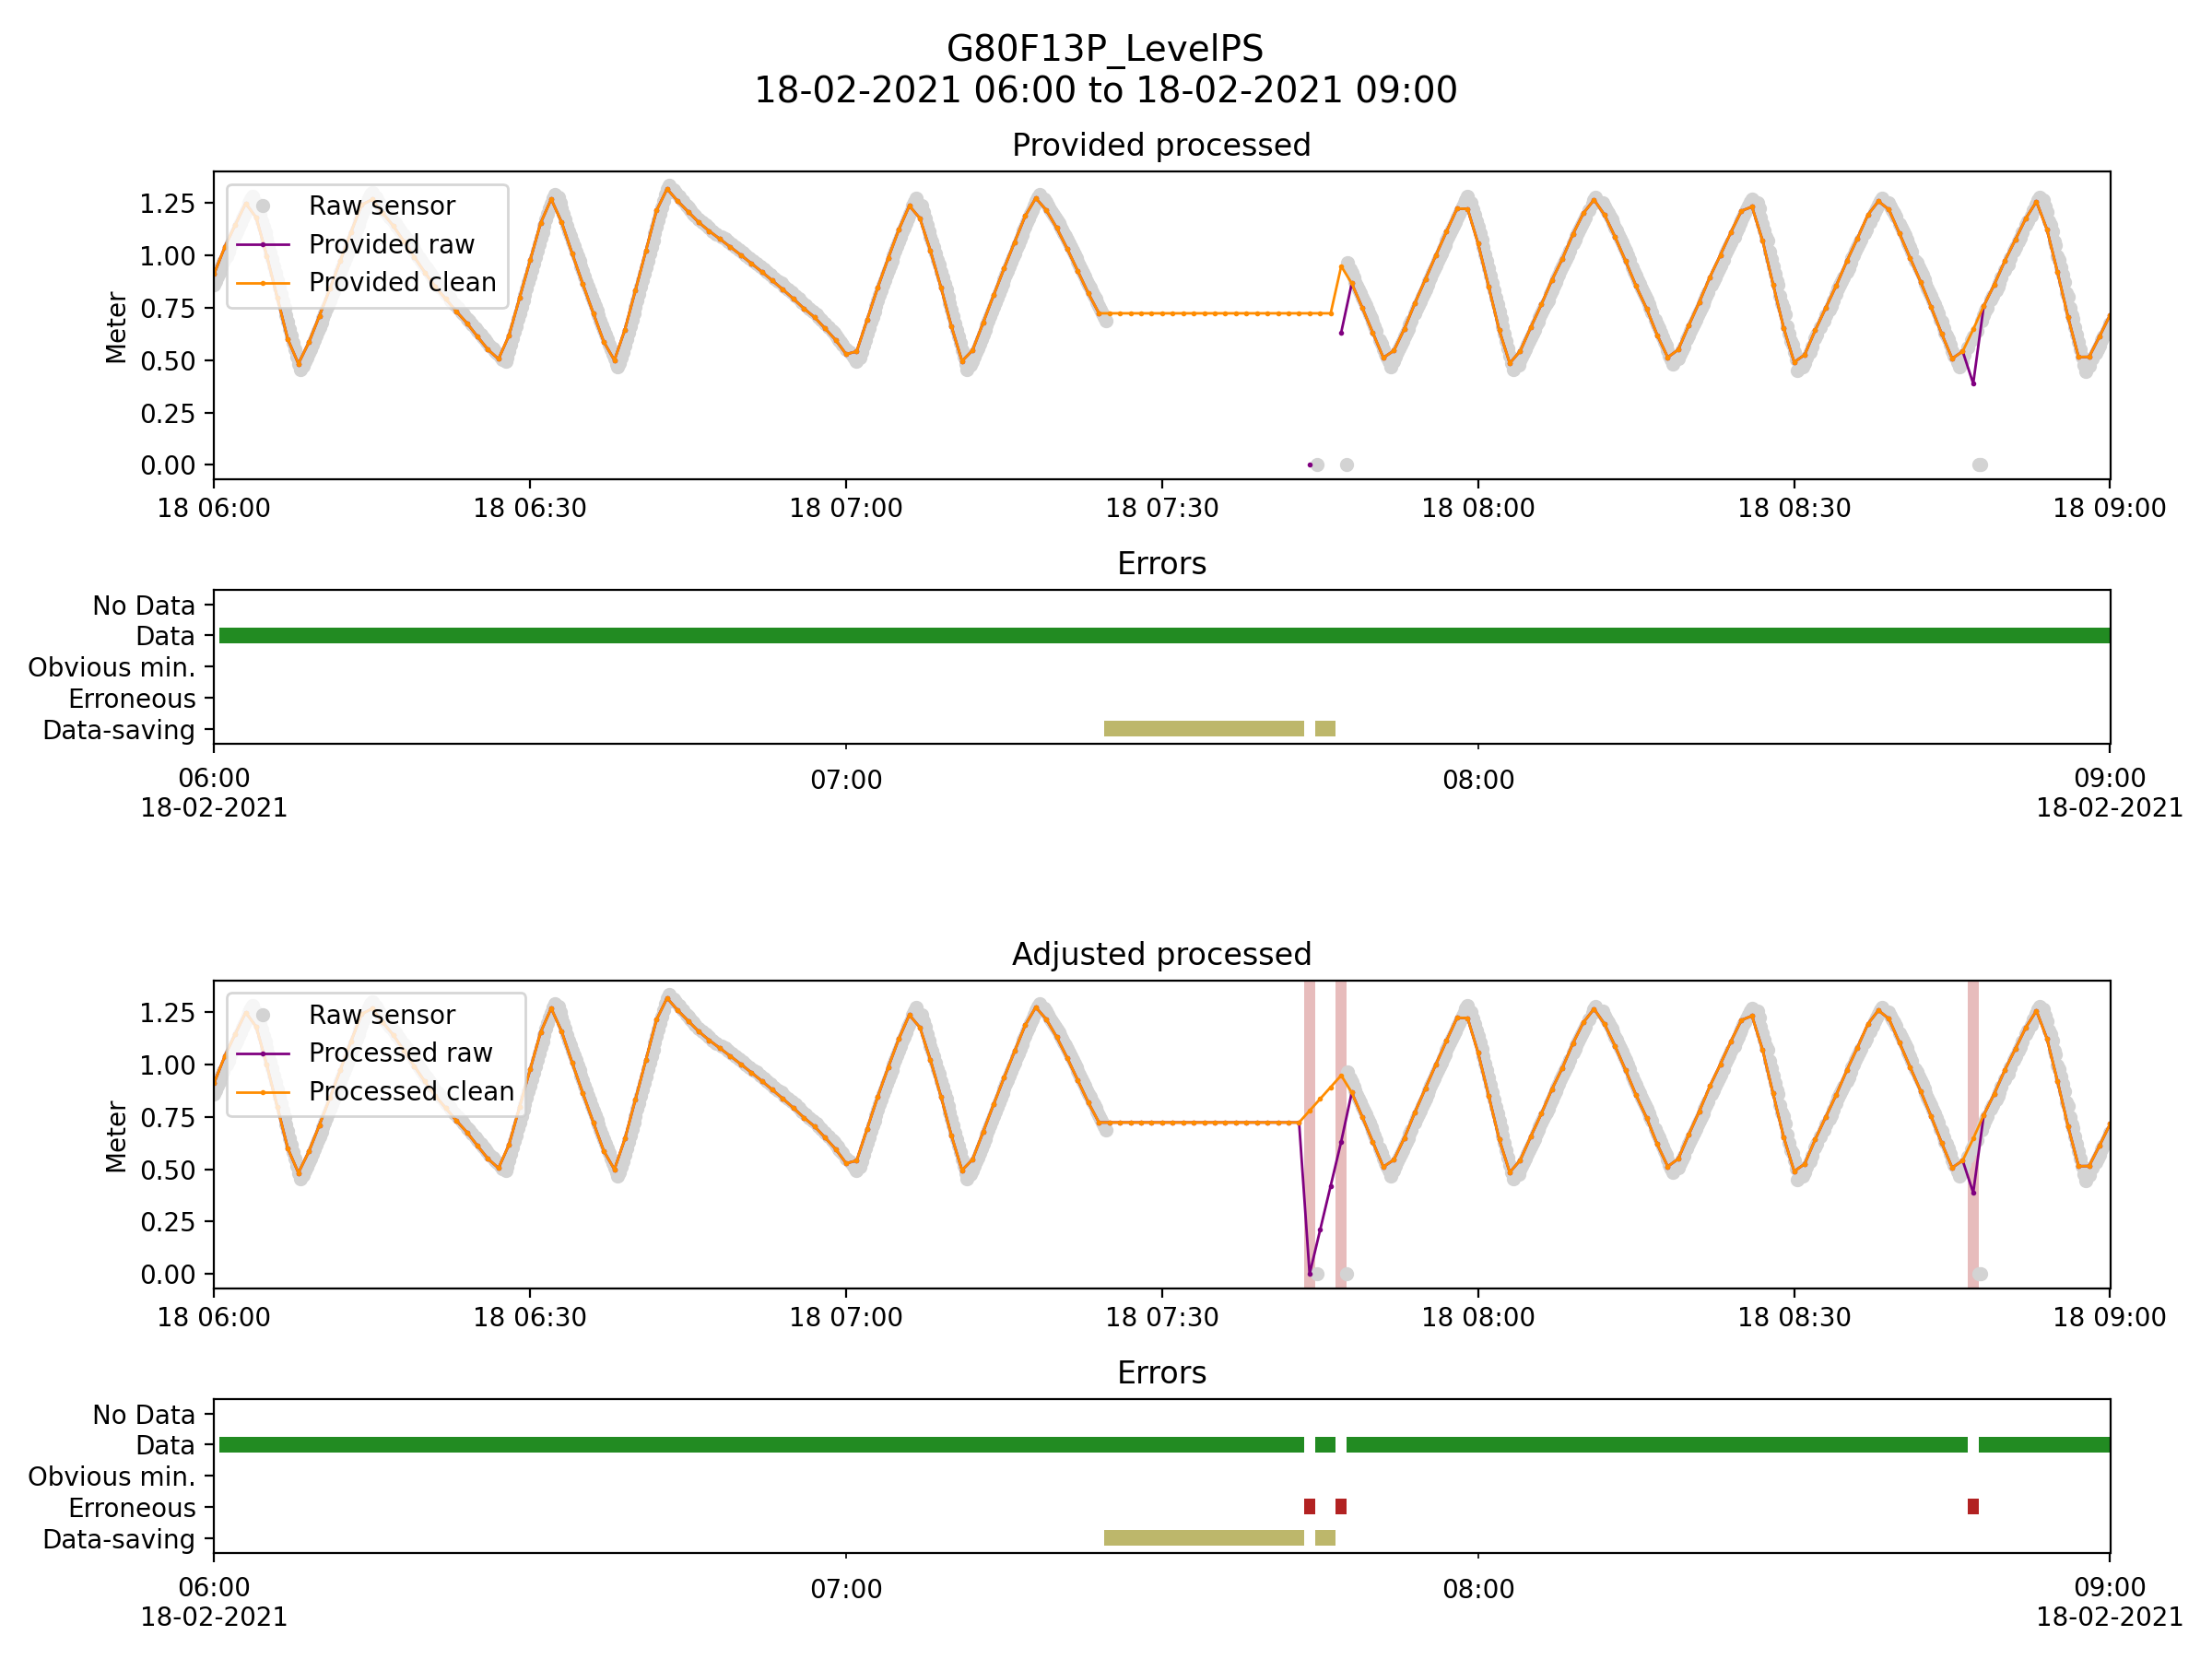 G80F13P_LevelPS
18-02-2021 06:00 to 18-02-2021 09:00
Provided processed
Meter
1.25
1.00
0.75
0.50
0.25
0.00
Raw sensor
Provided raw
Provided clean
18 06:00 18 06:30 18 07:00 18 07:30 18 08:00 18 08:30 18 09:00
Errors
No Data
Data
Obvious min.
Erroneous
Data-saving
06:00 07:00 08:00 09:00
18-02-2021 18-02-2021
Adjusted processed
Meter
1.25
1.00
0.75
0.50
0.25
0.00
Raw sensor
Processed raw
Processed clean
18 06:00 18 06:30 18 07:00 18 07:30 18 08:00 18 08:30 18 09:00
Errors
No Data
Data
Obvious min.
Erroneous
Data-saving
06:00 07:00 08:00 09:00
18-02-2021 18-02-2021